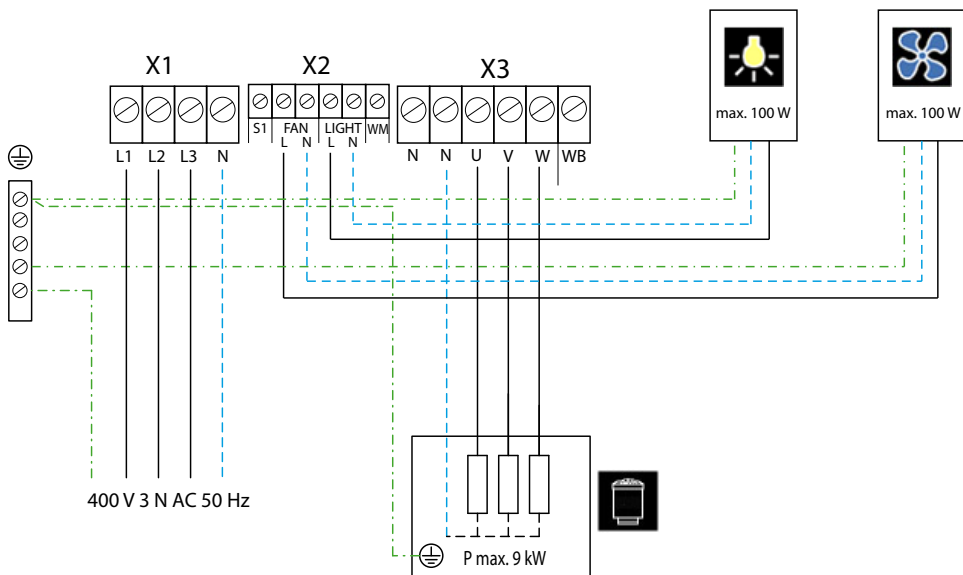 X1 X2 X3
max. 100 W max. 100 W
S1 FAN LIGHT WM
L N L N
L1 L2 L3 N
N N U V W WB
400 V 3 N AC 50 Hz
P max. 9 kW